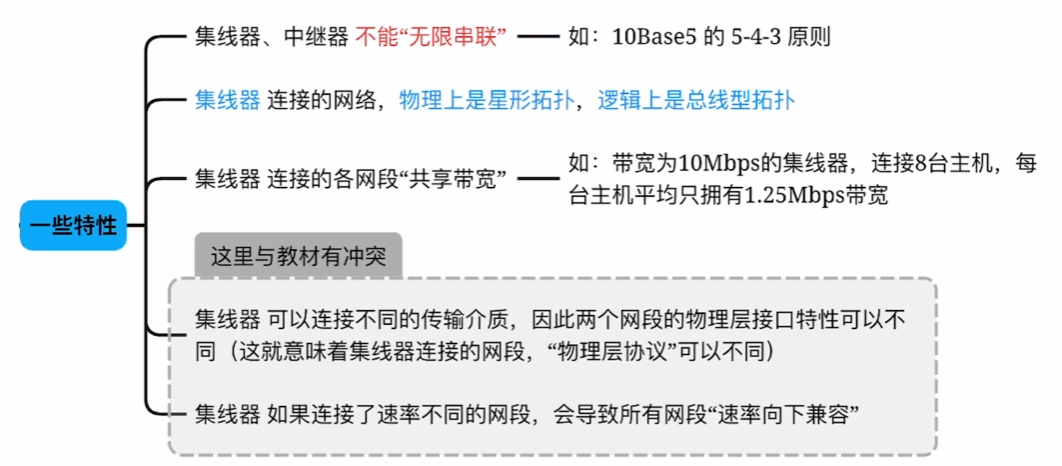 集线器、中继器 不能“无限串联” 如：10Base5 的 5-4-3 原则
集线器 连接的网络，物理上是星形拓扑，逻辑上是总线型拓扑
集线器 连接的各网段“共享带宽” 如：带宽为10Mbps的集线器，连接8台主机，每
台主机平均只拥有1.25Mbps带宽
一些特性
这里与教材有冲突
集线器 可以连接不同的传输介质，因此两个网段的物理层接口特性可以不
同（这就意味着集线器连接的网段，“物理层协议”可以不同）
集线器 如果连接了速率不同的网段，会导致所有网段“速率向下兼容”